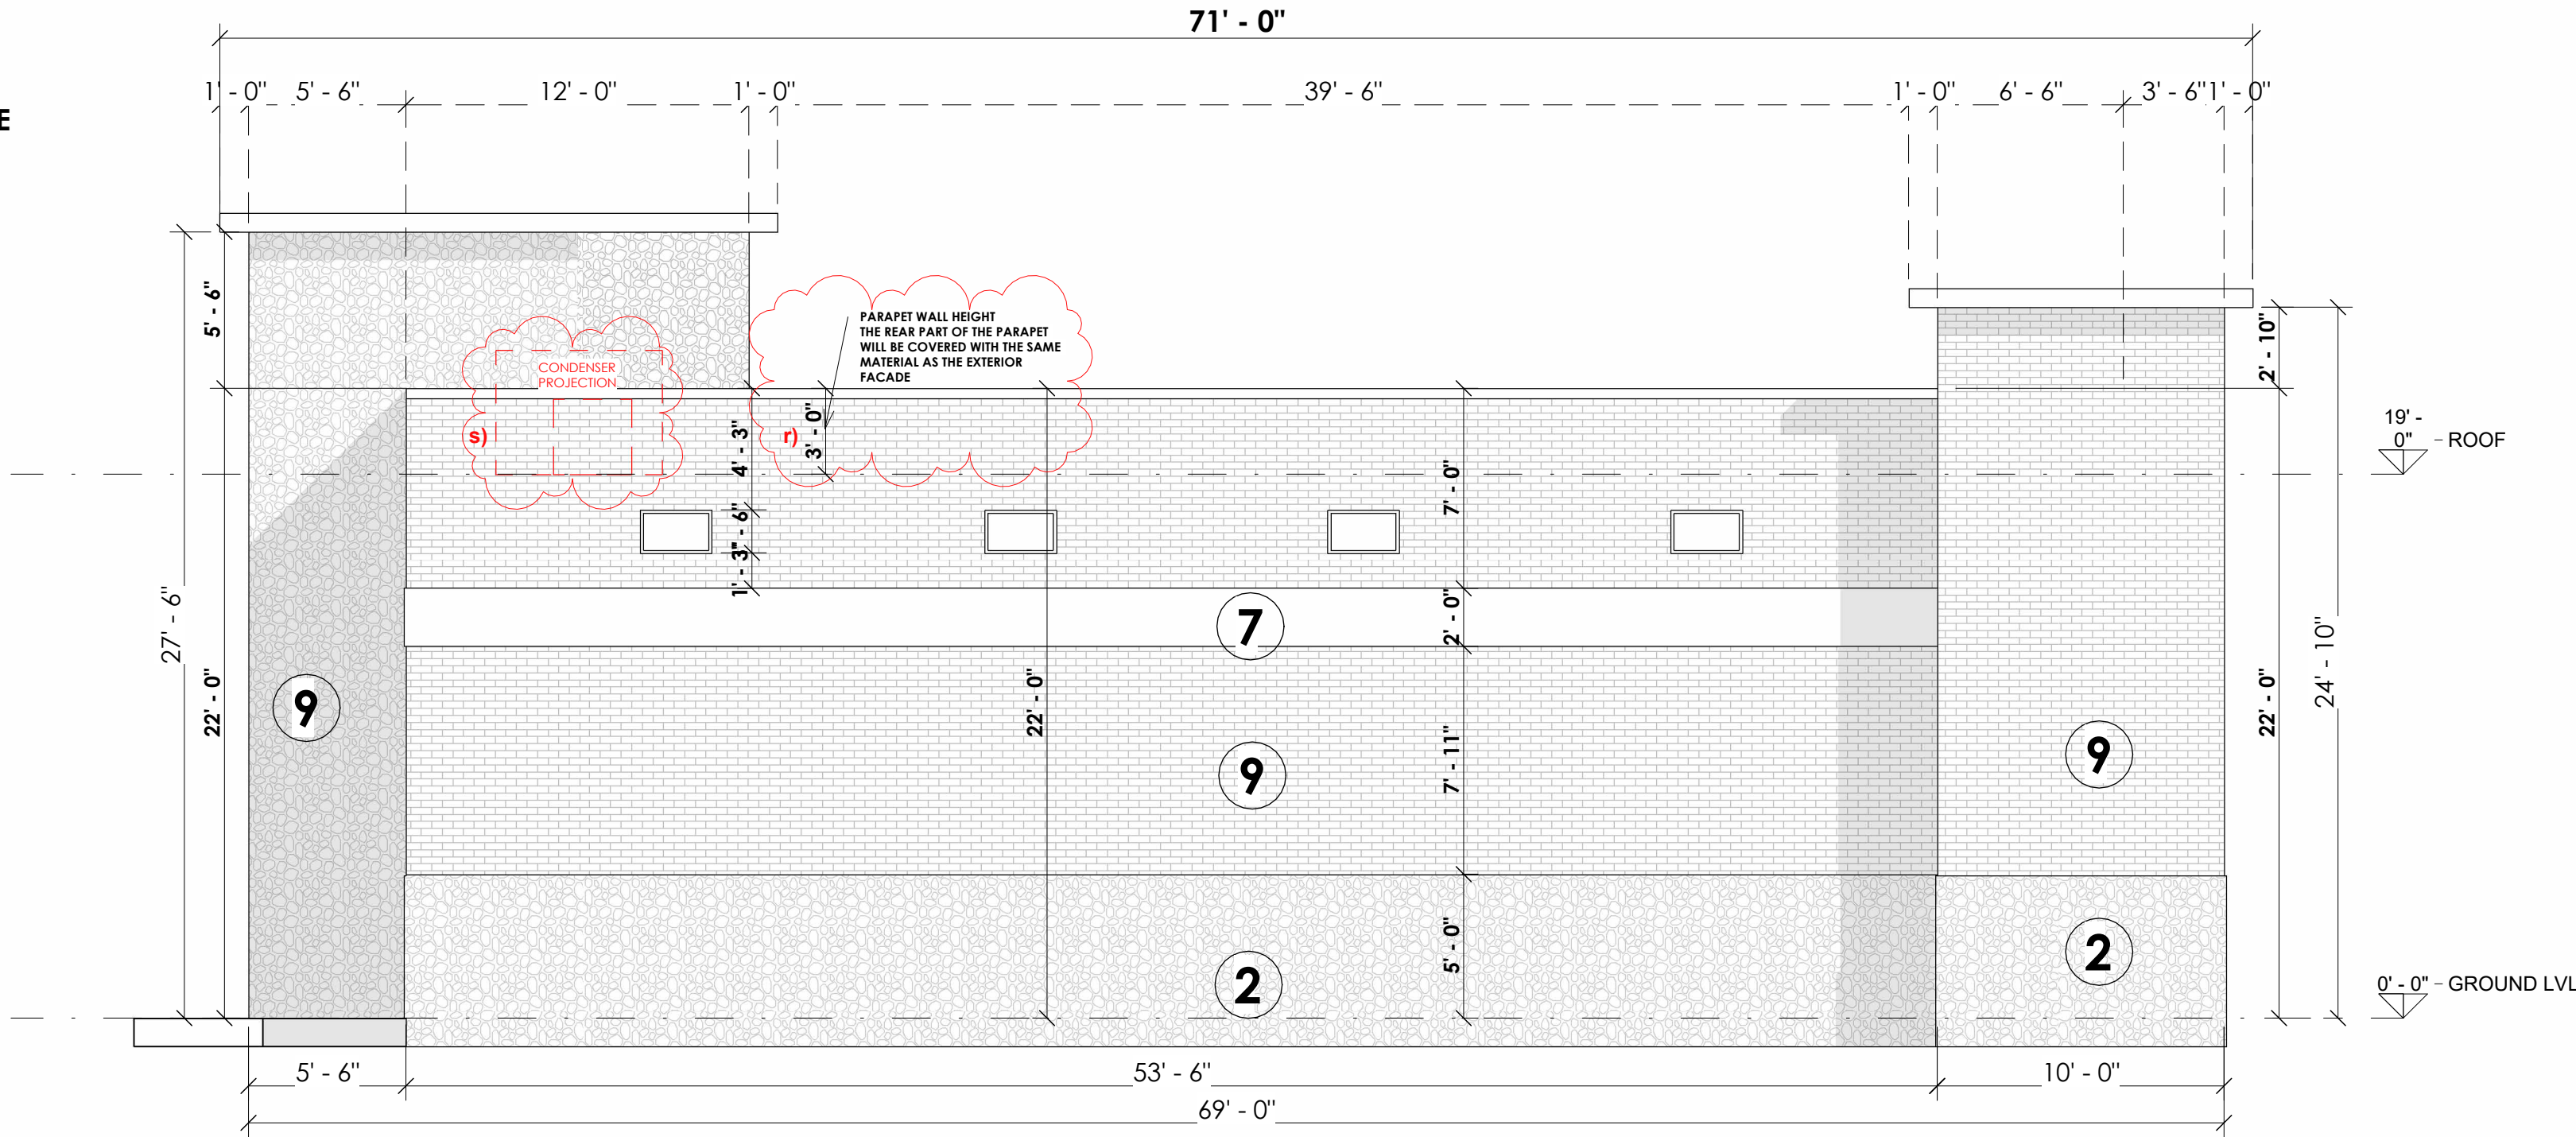 71' - 0"
1' - 0" 5' - 6" 12' - 0" 1' - 0" 39' - 6" 1' - 0" 6' - 6" 3' - 6" 1' - 0"
E
5' - 6"
PARAPET WALL HEIGHT
THE REAR PART OF THE PARAPET
WILL BE COVERED WITH THE SAME
MATERIAL AS THE EXTERIOR
FACADE
2' - 10"
CONDENSER
PROJECTION
s)
r)
3' - 0"
4' - 3"
19' -
0" ROOF
7' - 0"
1' - 6"
1' - 3"
27' - 6"
7
2' - 0"
24' - 10"
22' - 0"
9
22' - 0"
9
7' - 11"
9
22' - 0"
5' - 0"
2
2
0' - 0" GROUND LVL
5' - 6" 53' - 6" 10' - 0"
69' - 0"